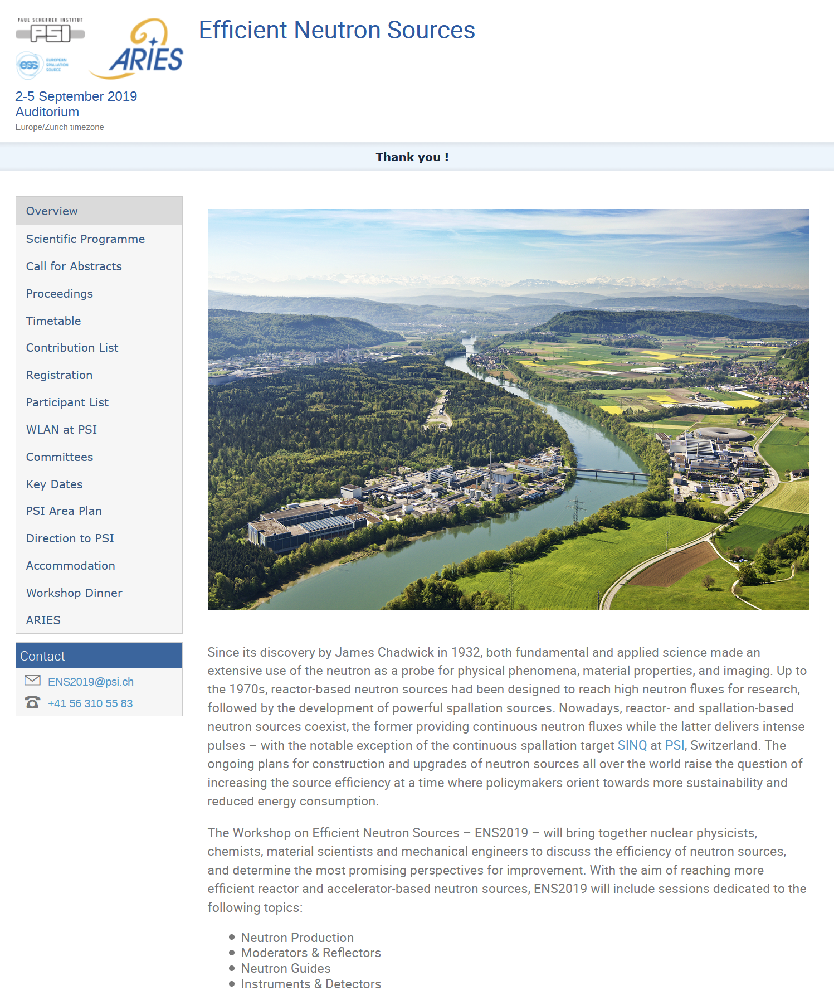 PAUL SCHERRER INSTITUT
PSI
ess
EUROPEAN
SPALLATION
SOURCE
ARIES
Efficient Neutron Sources
2-5 September 2019
Auditorium
Europe/Zurich timezone
Thank you !
Overview
Scientific Programme
Call for Abstracts
Proceedings
Timetable
Contribution List
Registration
Participant List
WLAN at PSI
Committees
Key Dates
PSI Area Plan
Direction to PSI
Accommodation
Workshop Dinner
ARIES
Contact
ENS2019@psi.ch
+41 56 310 55 83
Since its discovery by James Chadwick in 1932, both fundamental and applied science made an
extensive use of the neutron as a probe for physical phenomena, material properties, and imaging. Up to
the 1970s, reactor-based neutron sources had been designed to reach high neutron fluxes for research,
followed by the development of powerful spallation sources. Nowadays, reactor- and spallation-based
neutron sources coexist, the former providing continuous neutron fluxes while the latter delivers intense
pulses – with the notable exception of the continuous spallation target SINQ at PSI, Switzerland. The
ongoing plans for construction and upgrades of neutron sources all over the world raise the question of
increasing the source efficiency at a time where policymakers orient towards more sustainability and
reduced energy consumption.
The Workshop on Efficient Neutron Sources – ENS2019 – will bring together nuclear physicists,
chemists, material scientists and mechanical engineers to discuss the efficiency of neutron sources,
and determine the most promising perspectives for improvement. With the aim of reaching more
efficient reactor and accelerator-based neutron sources, ENS2019 will include sessions dedicated to the
following topics:
Neutron Production
Moderators & Reflectors
Neutron Guides
Instruments & Detectors